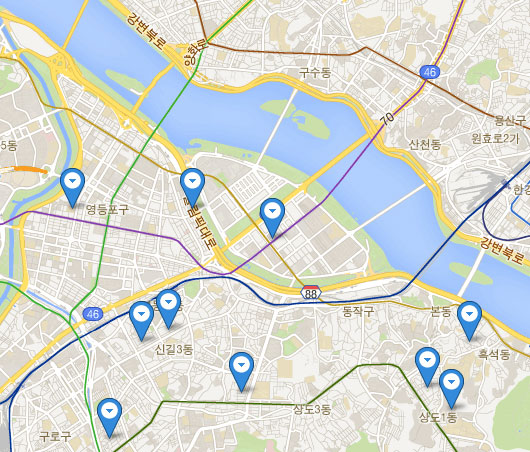 강변북로
양화로
구수동
46
70
용산구
원효로2가
산천동
5동
영등포구
올림픽대로
강변북로
88
46
동작구
본동
신길3동
흑석동
상도3동
상도1동
구로구